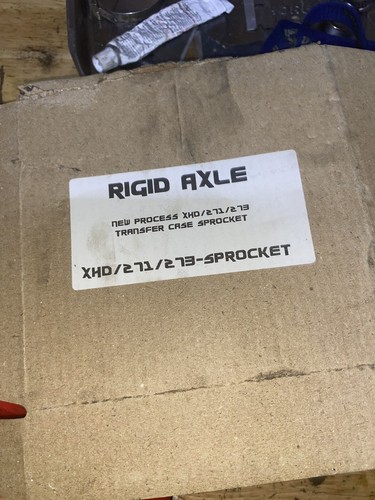 RIGID AXLE
NEW PROCESS XHD/271/273
TRANSFER CASE SPROCKET
XHD/271/273-SPROCKET